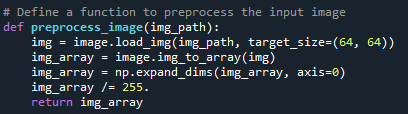 # Define a function to preprocess the input image
def preprocess_image(img_path):
    img = image.load_img(img_path, target_size=(64, 64))
    img_array = image.img_to_array(img)
    img_array = np.expand_dims(img_array, axis=0)
    img_array /= 255.
    return img_array